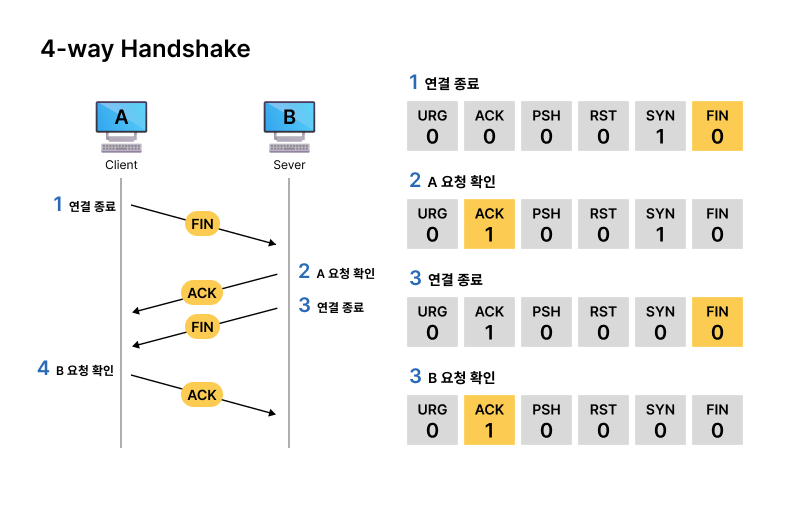 4-way Handshake
A
B
Client
Sever
1 연결 종료
FIN
2 A 요청 확인
ACK
3 연결 종료
FIN
4 B 요청 확인
ACK
1 연결 종료
URG ACK PSH RST SYN FIN
0 0 0 0 1 0
2 A 요청 확인
URG ACK PSH RST SYN FIN
0 1 0 0 1 0
3 연결 종료
URG ACK PSH RST SYN FIN
0 1 0 0 0 0
3 B 요청 확인
URG ACK PSH RST SYN FIN
0 1 0 0 0 0